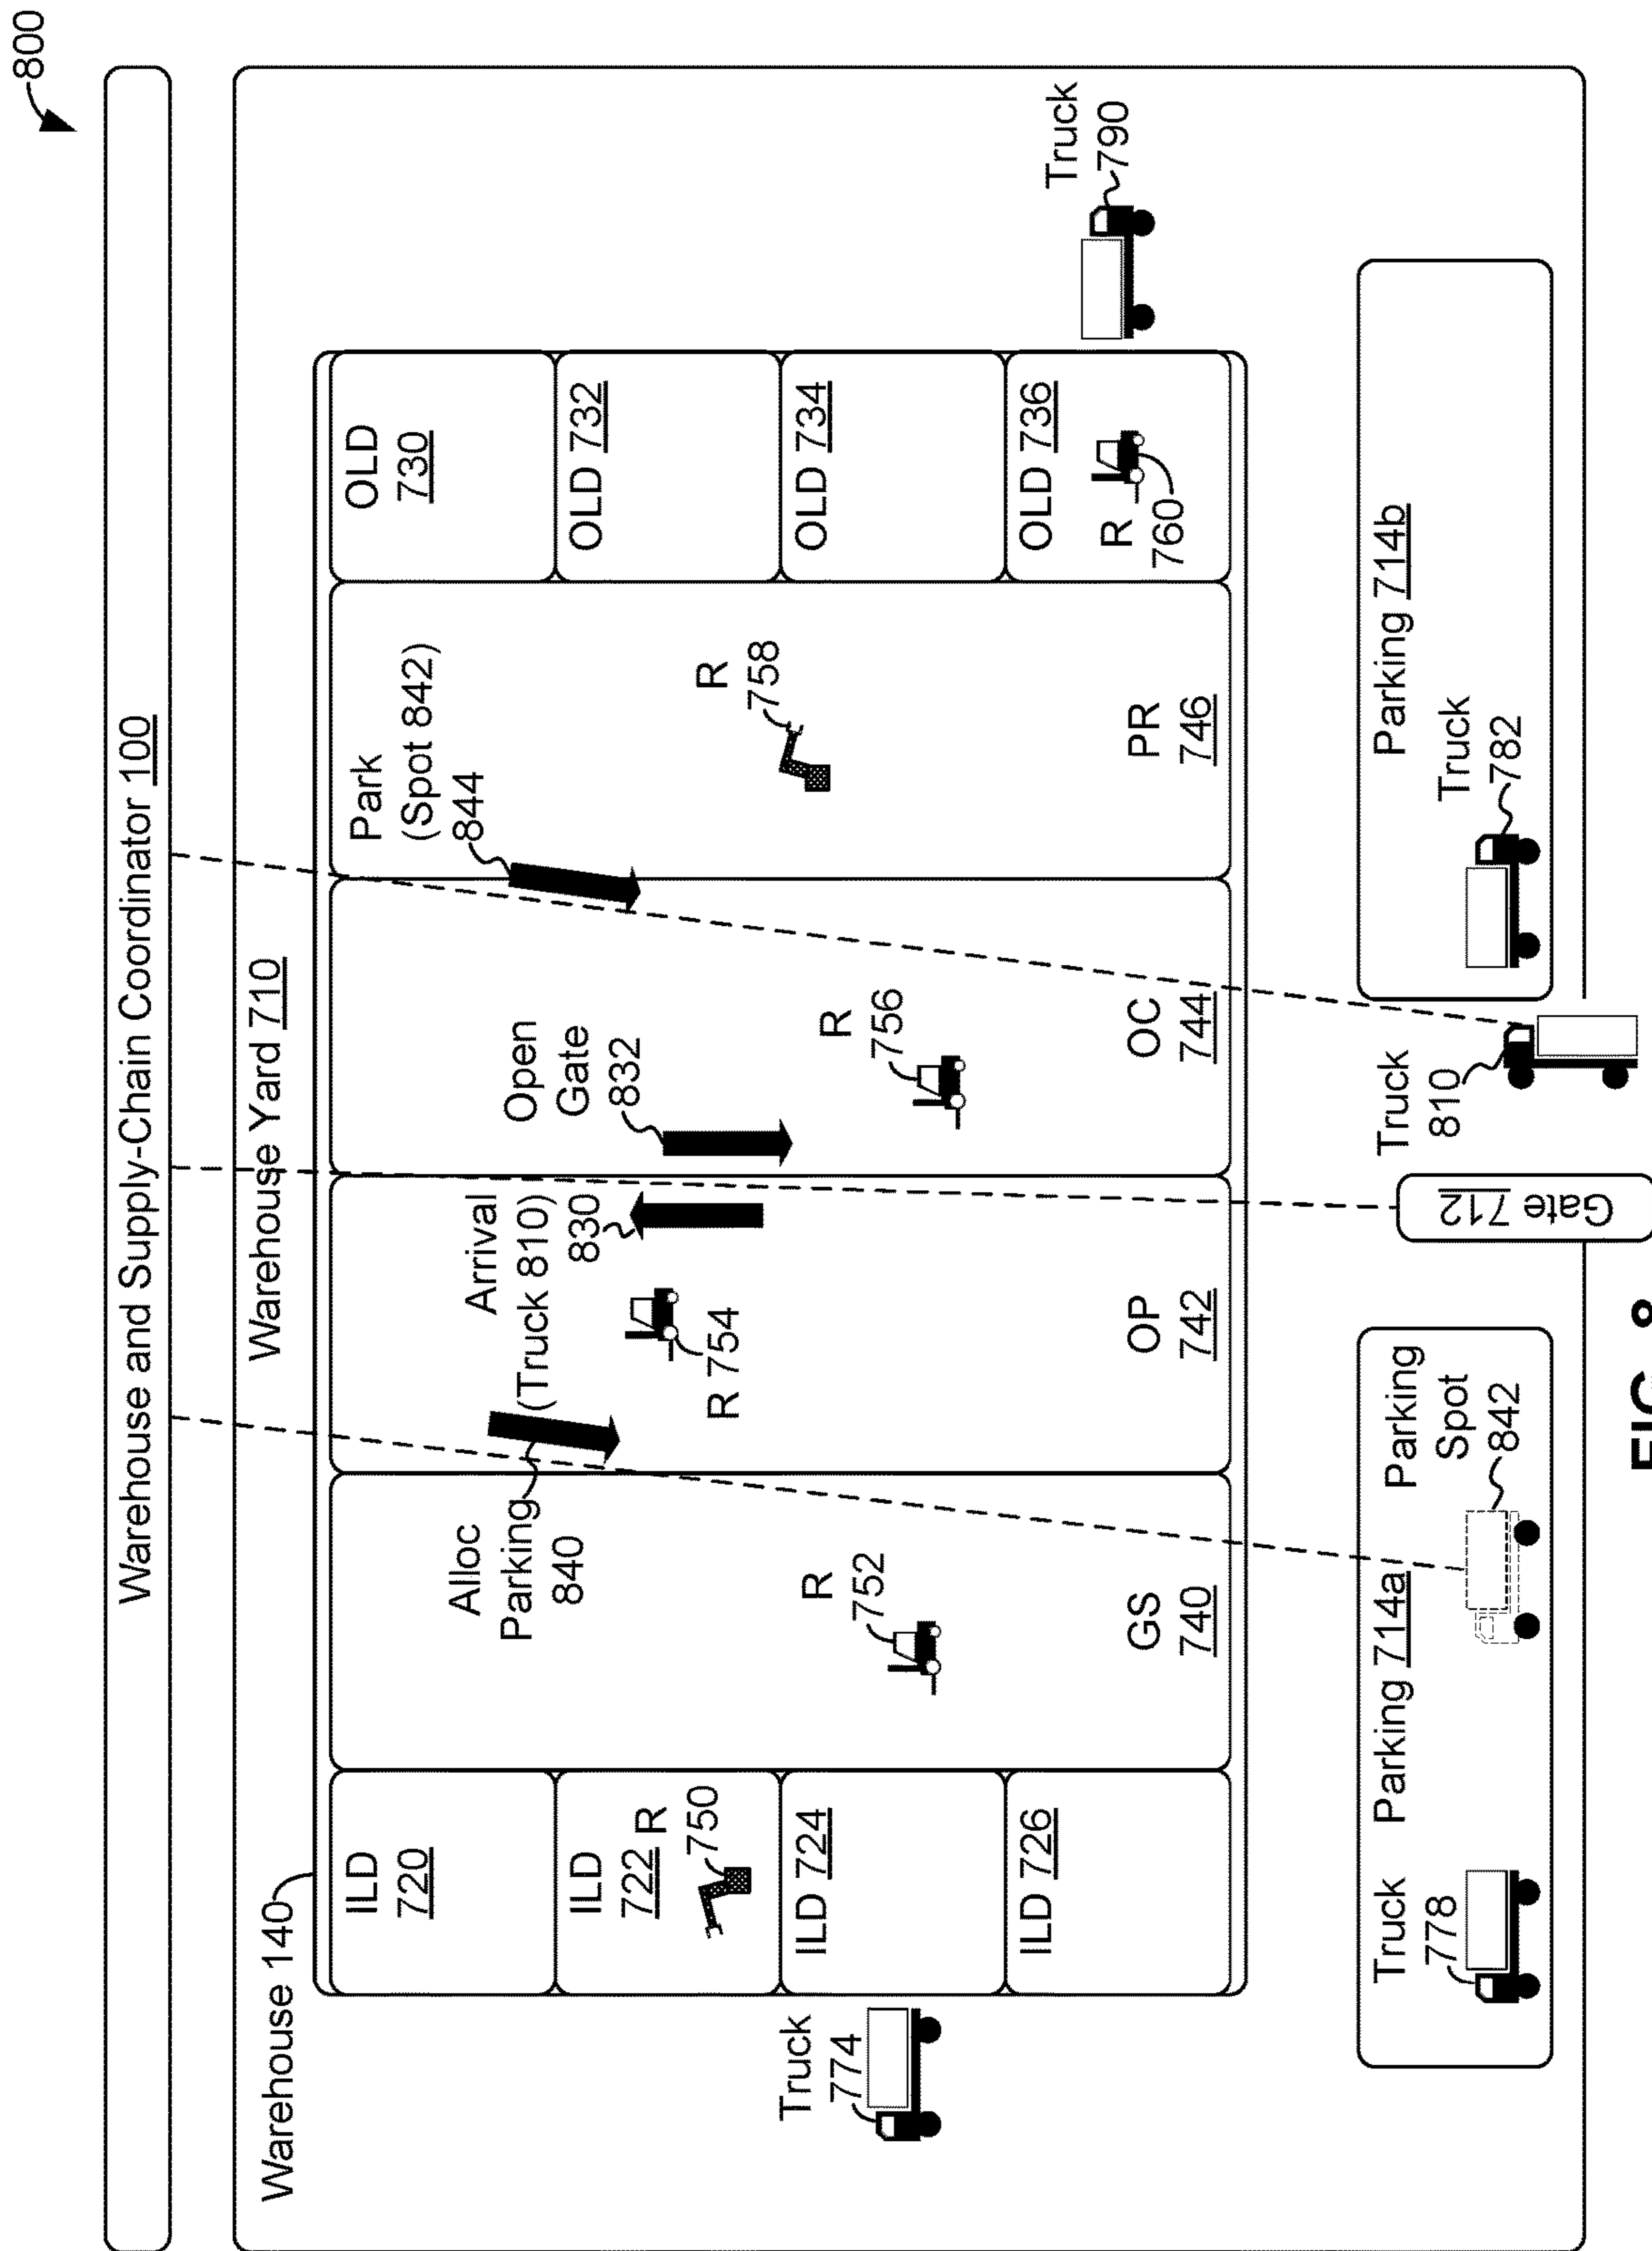 800
Warehouse and Supply-Chain Coordinator 100
Warehouse Yard 710
Warehouse 140
ILD
720
ILD
722
R
750
ILD 724
ILD 726
Alloc
Parking
840
R
752
GS
740
Arrival
(Truck 810)
830
R 754
OP
742
Open
Gate
832
R
756
OC
744
Park
(Spot 842)
844
R
758
PR
746
OLD
730
OLD 732
OLD 734
OLD 736
R
760
Truck
774
Truck
790
Truck
778
Parking 714a
Parking
Spot
842
Gate 712
Truck
810
Parking 714b
Truck
782
FIG. 8